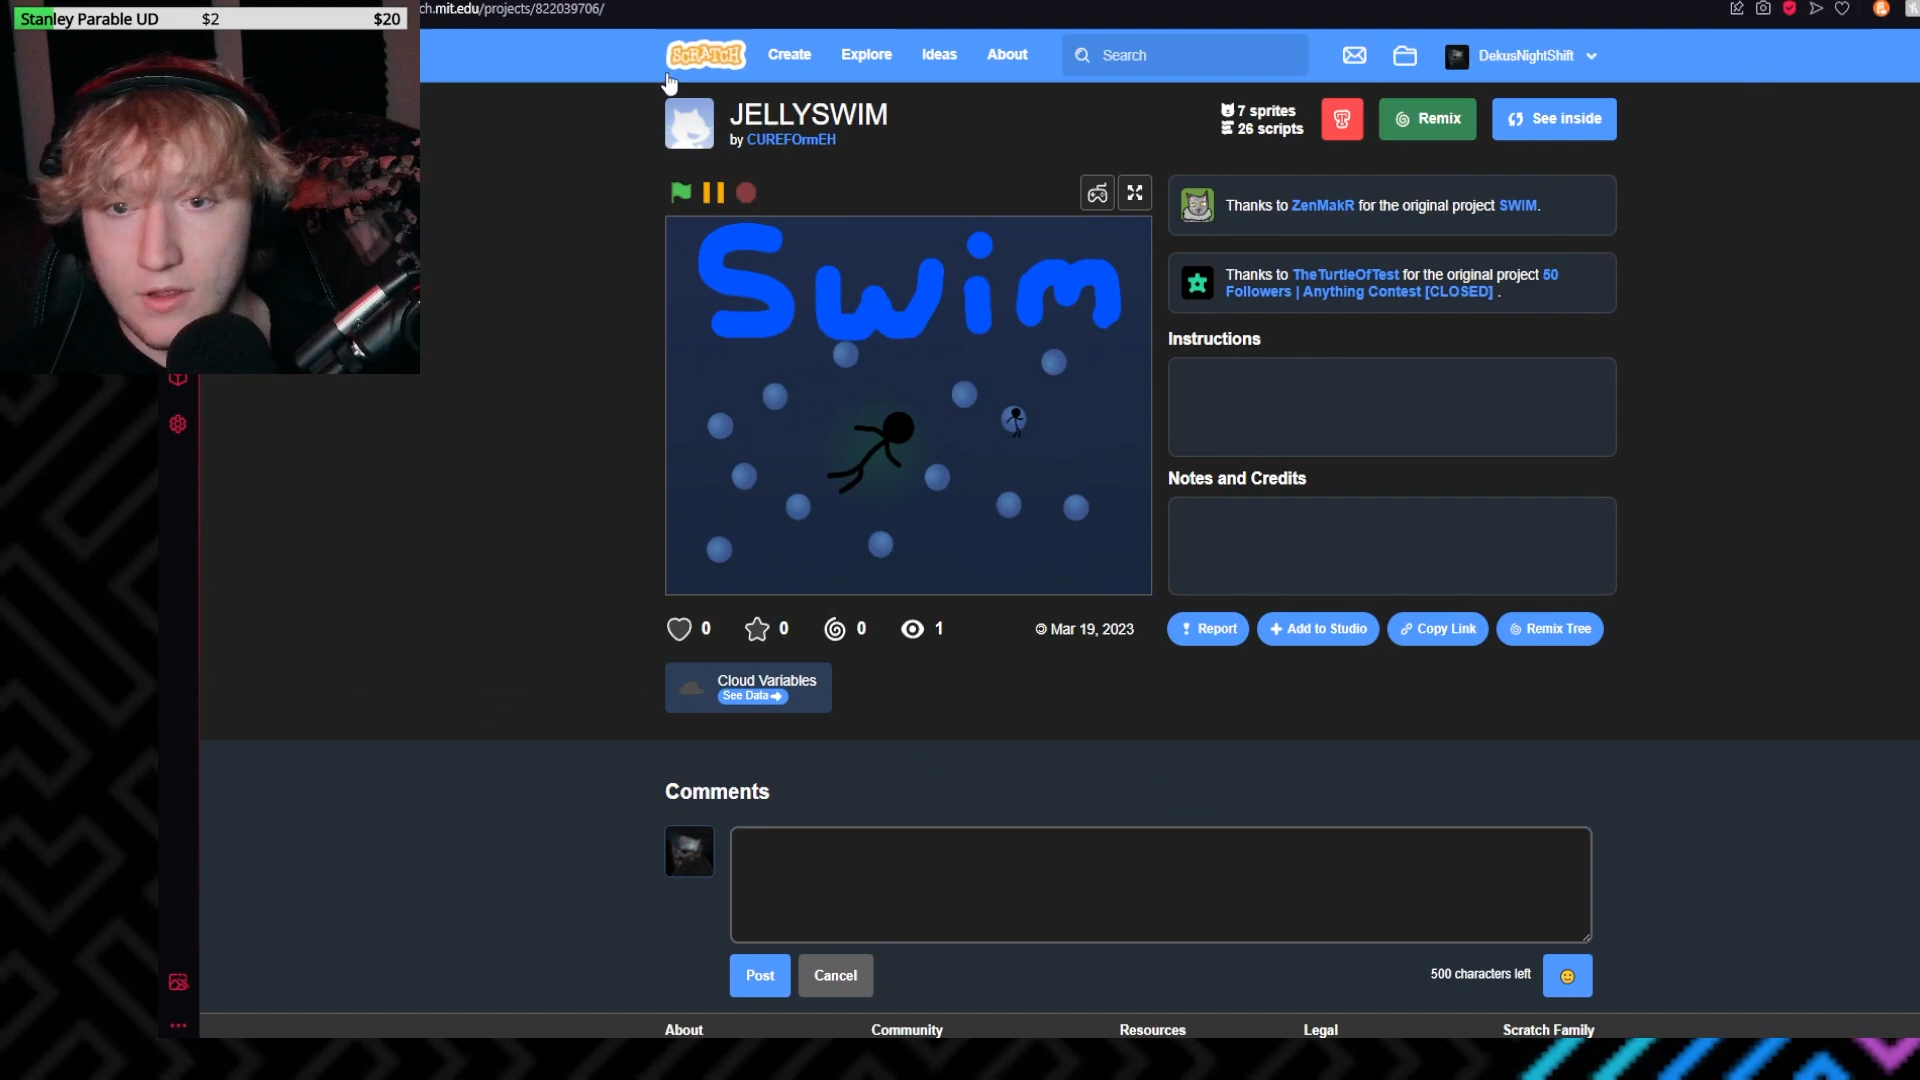 Stanley Parable UD $2 $20
ch.mit.edu/projects/822039706/
SCRATCH Create Explore Ideas About Search DekusNightShift
JELLYSWIM
by CUREFOrmEH
7 sprites
26 scripts
Remix
See inside
Thanks to ZenMakR for the original project SWIM.
Thanks to TheTurtleOfTest for the original project 50
Followers | Anything Contest [CLOSED] .
Swim
Instructions
Notes and Credits
0 0 0 1
© Mar 19, 2023
Report Add to Studio Copy Link Remix Tree
Cloud Variables
See Data
Comments
Post Cancel
500 characters left
About Community Resources Legal Scratch Family